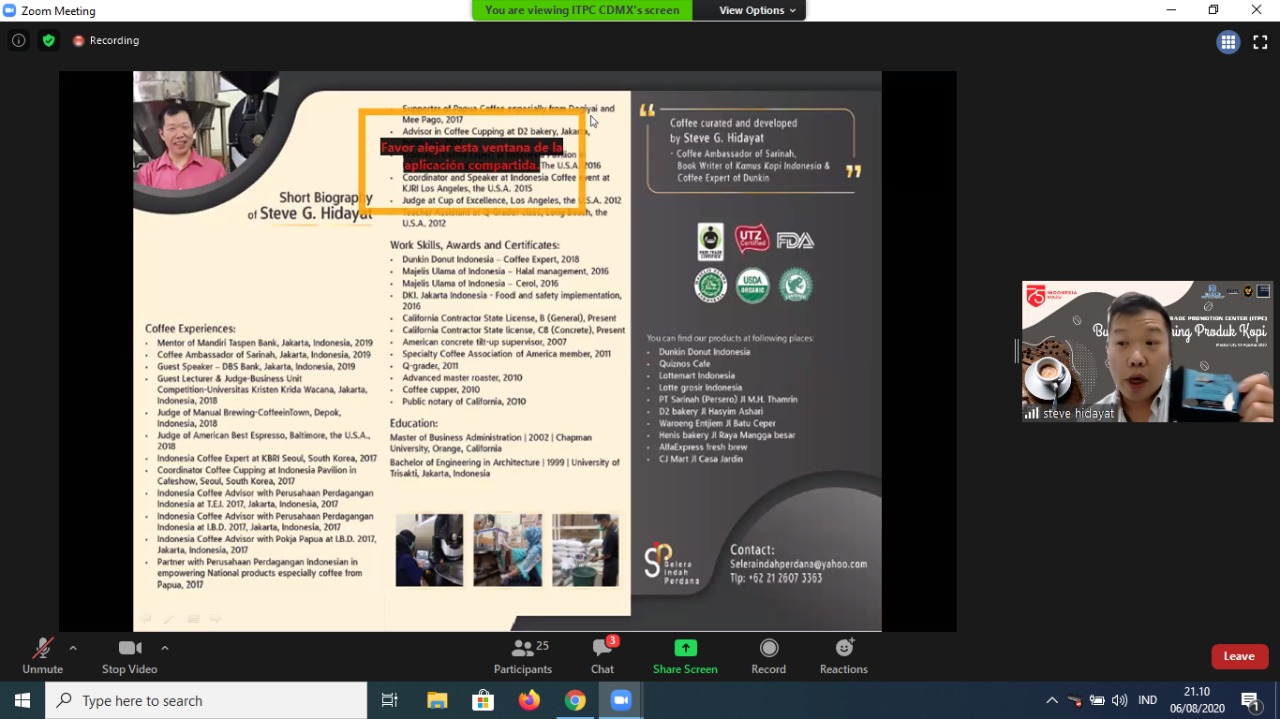 Zoom Meeting
You are viewing ITPC CDMX's screen
View Options
Recording
Short Biography
of Steve G. Hidayat
Coffee Experiences:
Mentor of Mandiri Taspen Bank, Jakarta, Indonesia, 2019
Coffee Ambassador of Sarinah, Jakarta, Indonesia, 2019
Guest Speaker – DBS Bank, Jakarta, Indonesia, 2019
Guest Lecturer & Judge-Business Unit
Competition-Universitas Kristen Krida Wacana, Jakarta,
Indonesia, 2018
Judge of Manual Brewing-CoffeeinTown, Depok,
Indonesia, 2018
Judge of American Best Espresso, Baltimore, the U.S.A.,
2018
Indonesia Coffee Expert at KBRI Seoul, South Korea, 2017
Coordinator Coffee Cupping at Indonesia Pavilion in
Cafeshow, Seoul, South Korea, 2017
Indonesia Coffee Advisor with Perusahaan Perdagangan
Indonesia at T.E.I. 2017, Jakarta, Indonesia, 2017
Indonesia Coffee Advisor with Perusahaan Perdagangan
Indonesia at I.B.D. 2017, Jakarta, Indonesia, 2017
Indonesia Coffee Advisor with Pokja Papua at I.B.D. 2017,
Jakarta, Indonesia, 2017
Partner with Perusahaan Perdagangan Indonesian in
empowering National products especially coffee from
Papua, 2017
Supporter of Papua Coffee especially from Dogiyai and
Mee Pago, 2017
Advisor in Coffee Cupping at D2 bakery, Jakarta,
Favor alejar esta ventana de la
aplicación compartida.
The U.S.A. 2016
Coordinator and Speaker at Indonesia Coffee event at
KJRI Los Angeles, the U.S.A. 2015
Judge at Cup of Excellence, Los Angeles, the U.S.A. 2012
Teacher Assistant at Q-Grader class, Long Beach, the
U.S.A. 2012
Work Skills, Awards and Certificates:
Dunkin Donut Indonesia – Coffee Expert, 2018
Majelis Ulama of Indonesia – Halal management, 2016
Majelis Ulama of Indonesia – Cerol, 2016
DKI. Jakarta Indonesia - Food and safety implementation,
2016
California Contractor State License, B (General), Present
California Contractor State license, C8 (Concrete), Present
American concrete tilt-up supervisor, 2007
Specialty Coffee Association of America member, 2011
Q-grader, 2011
Advanced master roaster, 2010
Coffee cupper, 2010
Public notary of California, 2010
Education:
Master of Business Administration | 2002 | Chapman
University, Orange, California
Bachelor of Engineering in Architecture | 1999 | University of
Trisakti, Jakarta, Indonesia
“
Coffee curated and developed
by Steve G. Hidayat
- Coffee Ambassador of Sarinah,
Book Writer of Kamus Kopi Indonesia &
Coffee Expert of Dunkin
”
FAIR TRADE
CERTIFIED
UTZ
Certified
FDA
USDA
ORGANIC
You can find our products at following places:
Dunkin Donut Indonesia
Quiznos Cafe
Lottemart Indonesia
Lotte grosir Indonesia
PT Sarinah (Persero) Jl M.H. Thamrin
D2 bakery Jl Hasyim Ashari
Waroeng Entjiem Jl Batu Ceper
Henis bakery Jl Raya Mangga besar
AlfaExpress fresh brew
CJ Mart Jl Casa Jardin
Selera
Indah
Perdana
Contact:
Seleraindahperdana@yahoo.com
Tlp: +62 21 2607 3363
75 INDONESIA
MAJU
RADE PROMOTION CENTER (ITPC)
ning Produk Kopi
steve hidayat
Unmute
Stop Video
25
Participants
3
Chat
Share Screen
Record
Reactions
Leave
Type here to search
IND
21.10
06/08/2020
1